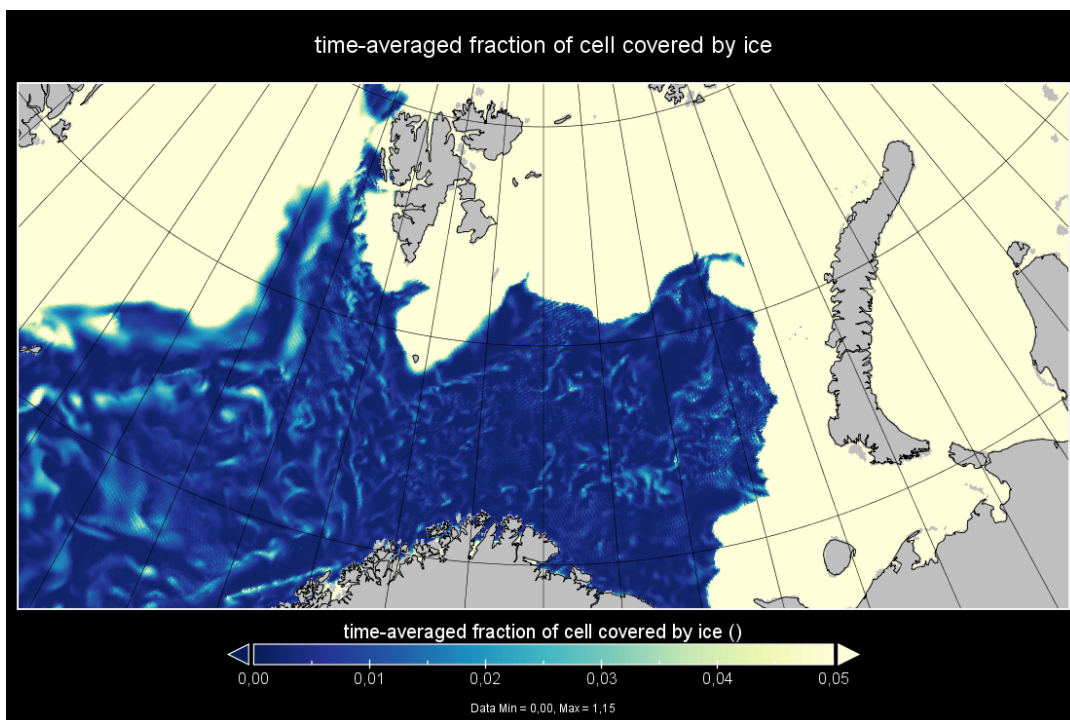 time-averaged fraction of cell covered by ice
time-averaged fraction of cell covered by ice ()
0,00 0,01 0,02 0,03 0,04 0,05
Data Min = 0,00, Max = 1,15